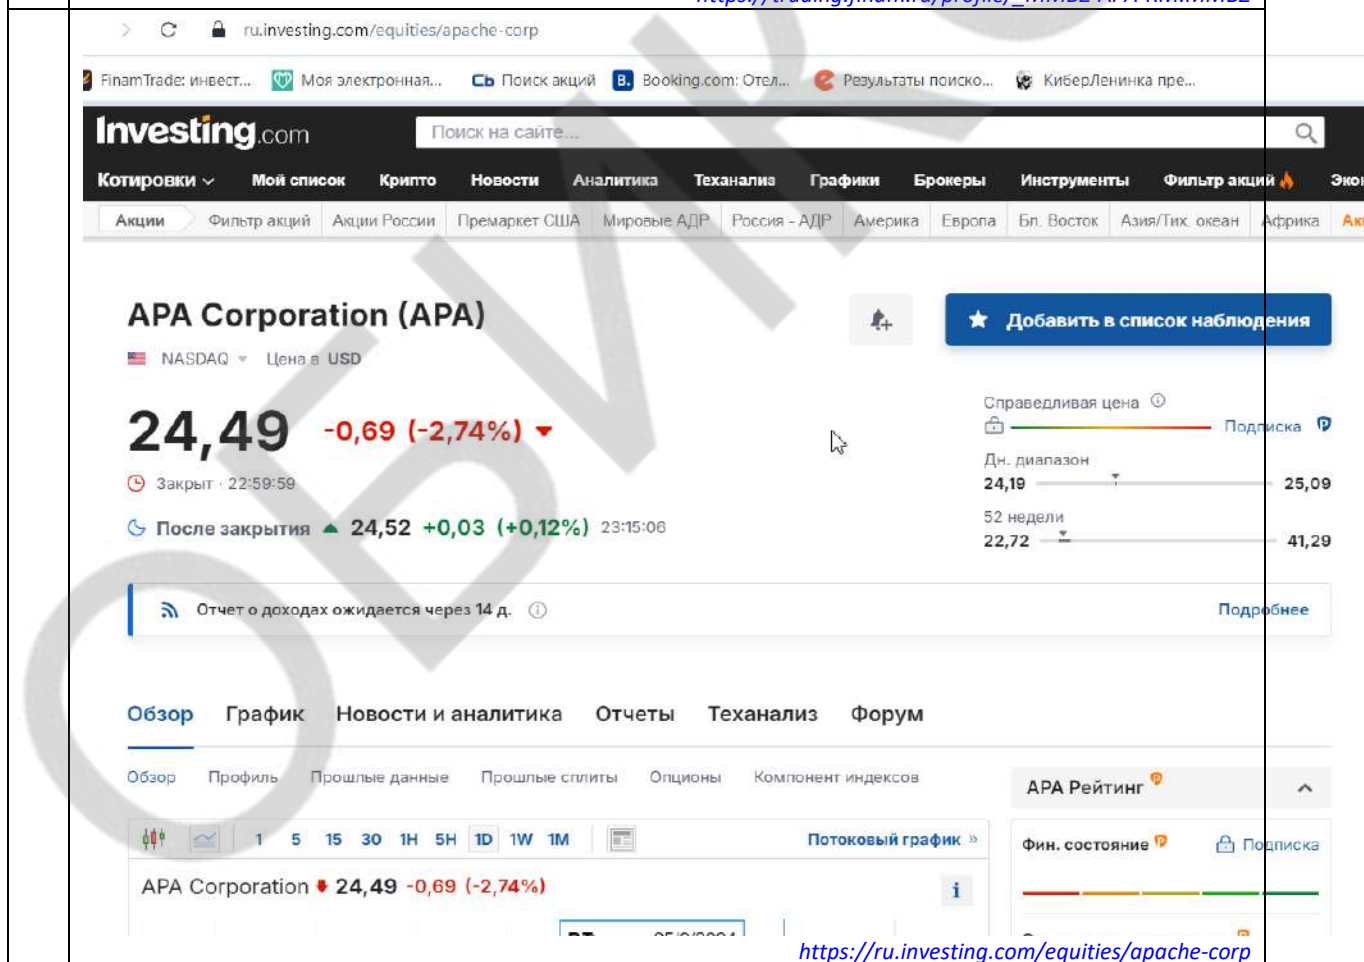 ru.investing.com/equities/apache-corp
FinamTrade: инвест... Моя электронная... Сb Поиск акций B. Booking.com: Отел... Результаты поиско... КиберЛенинка пре...
Investing.com Поиск на сайте...
Котировки Мой список Крипто Новости Аналитика Теханализ Графики Брокеры Инструменты Фильтр акций Экон
Акции Фильтр акций Акции России Премаркет США Мировые АДР Россия - АДР Америка Европа Бл. Восток Азия/Тих. океан Африка Ак
APA Corporation (APA) Добавить в список наблюдения
NASDAQ Цена в USD
24,49 -0,69 (-2,74%)
Справедливая цена
Подписка
Закрыт · 22:59:59
Дн. диапазон
24,19 25,09
После закрытия 24,52 +0,03 (+0,12%) 23:15:06
52 недели
22,72 41,29
Отчет о доходах ожидается через 14 д. Подробнее
Обзор График Новости и аналитика Отчеты Теханализ Форум
Обзор Профиль Прошлые данные Прошлые сплиты Опционы Компонент индексов
APA Рейтинг
1 5 15 30 1H 5H 1D 1W 1M Потоковый график »
Фин. состояние Подписка
APA Corporation 24,49 -0,69 (-2,74%)
https://ru.investing.com/equities/apache-corp